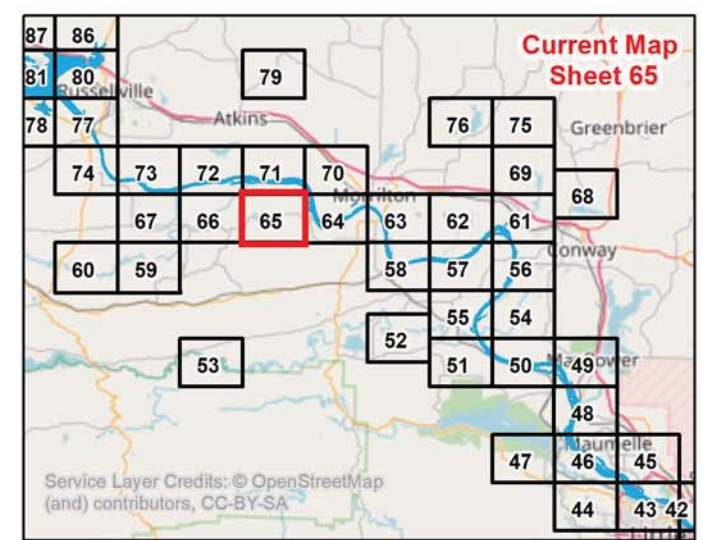 87 86
Current Map
Sheet 65
81 80
79
Russellville
78 77
Atkins
76 75
Greenbrier
74 73 72 71 70
69
68
Morrilton
67 66 65 64 63 62 61
Conway
60 59
58 57 56
55 54
52
53
51 50 49
48
Maumelle
47 46 45
Service Layer Credits: © OpenStreetMap
(and) contributors, CC-BY-SA
44 43 42